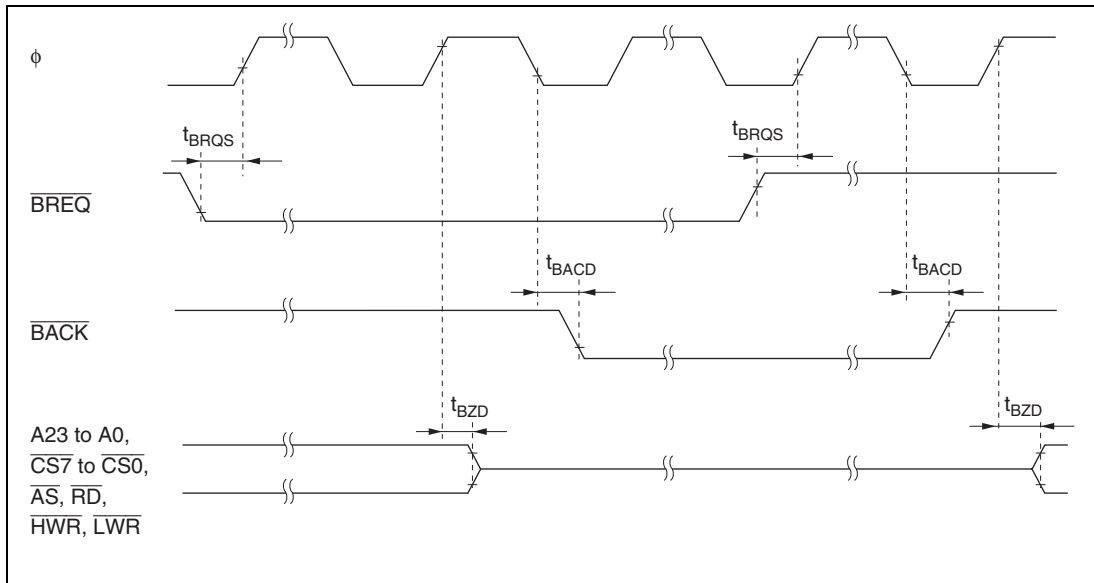 ϕ
tBRQS
tBRQS
BREQ
tBACD
tBACD
BACK
tBZD
tBZD
A23 to A0,
CS7 to CS0,
AS, RD,
HWR, LWR